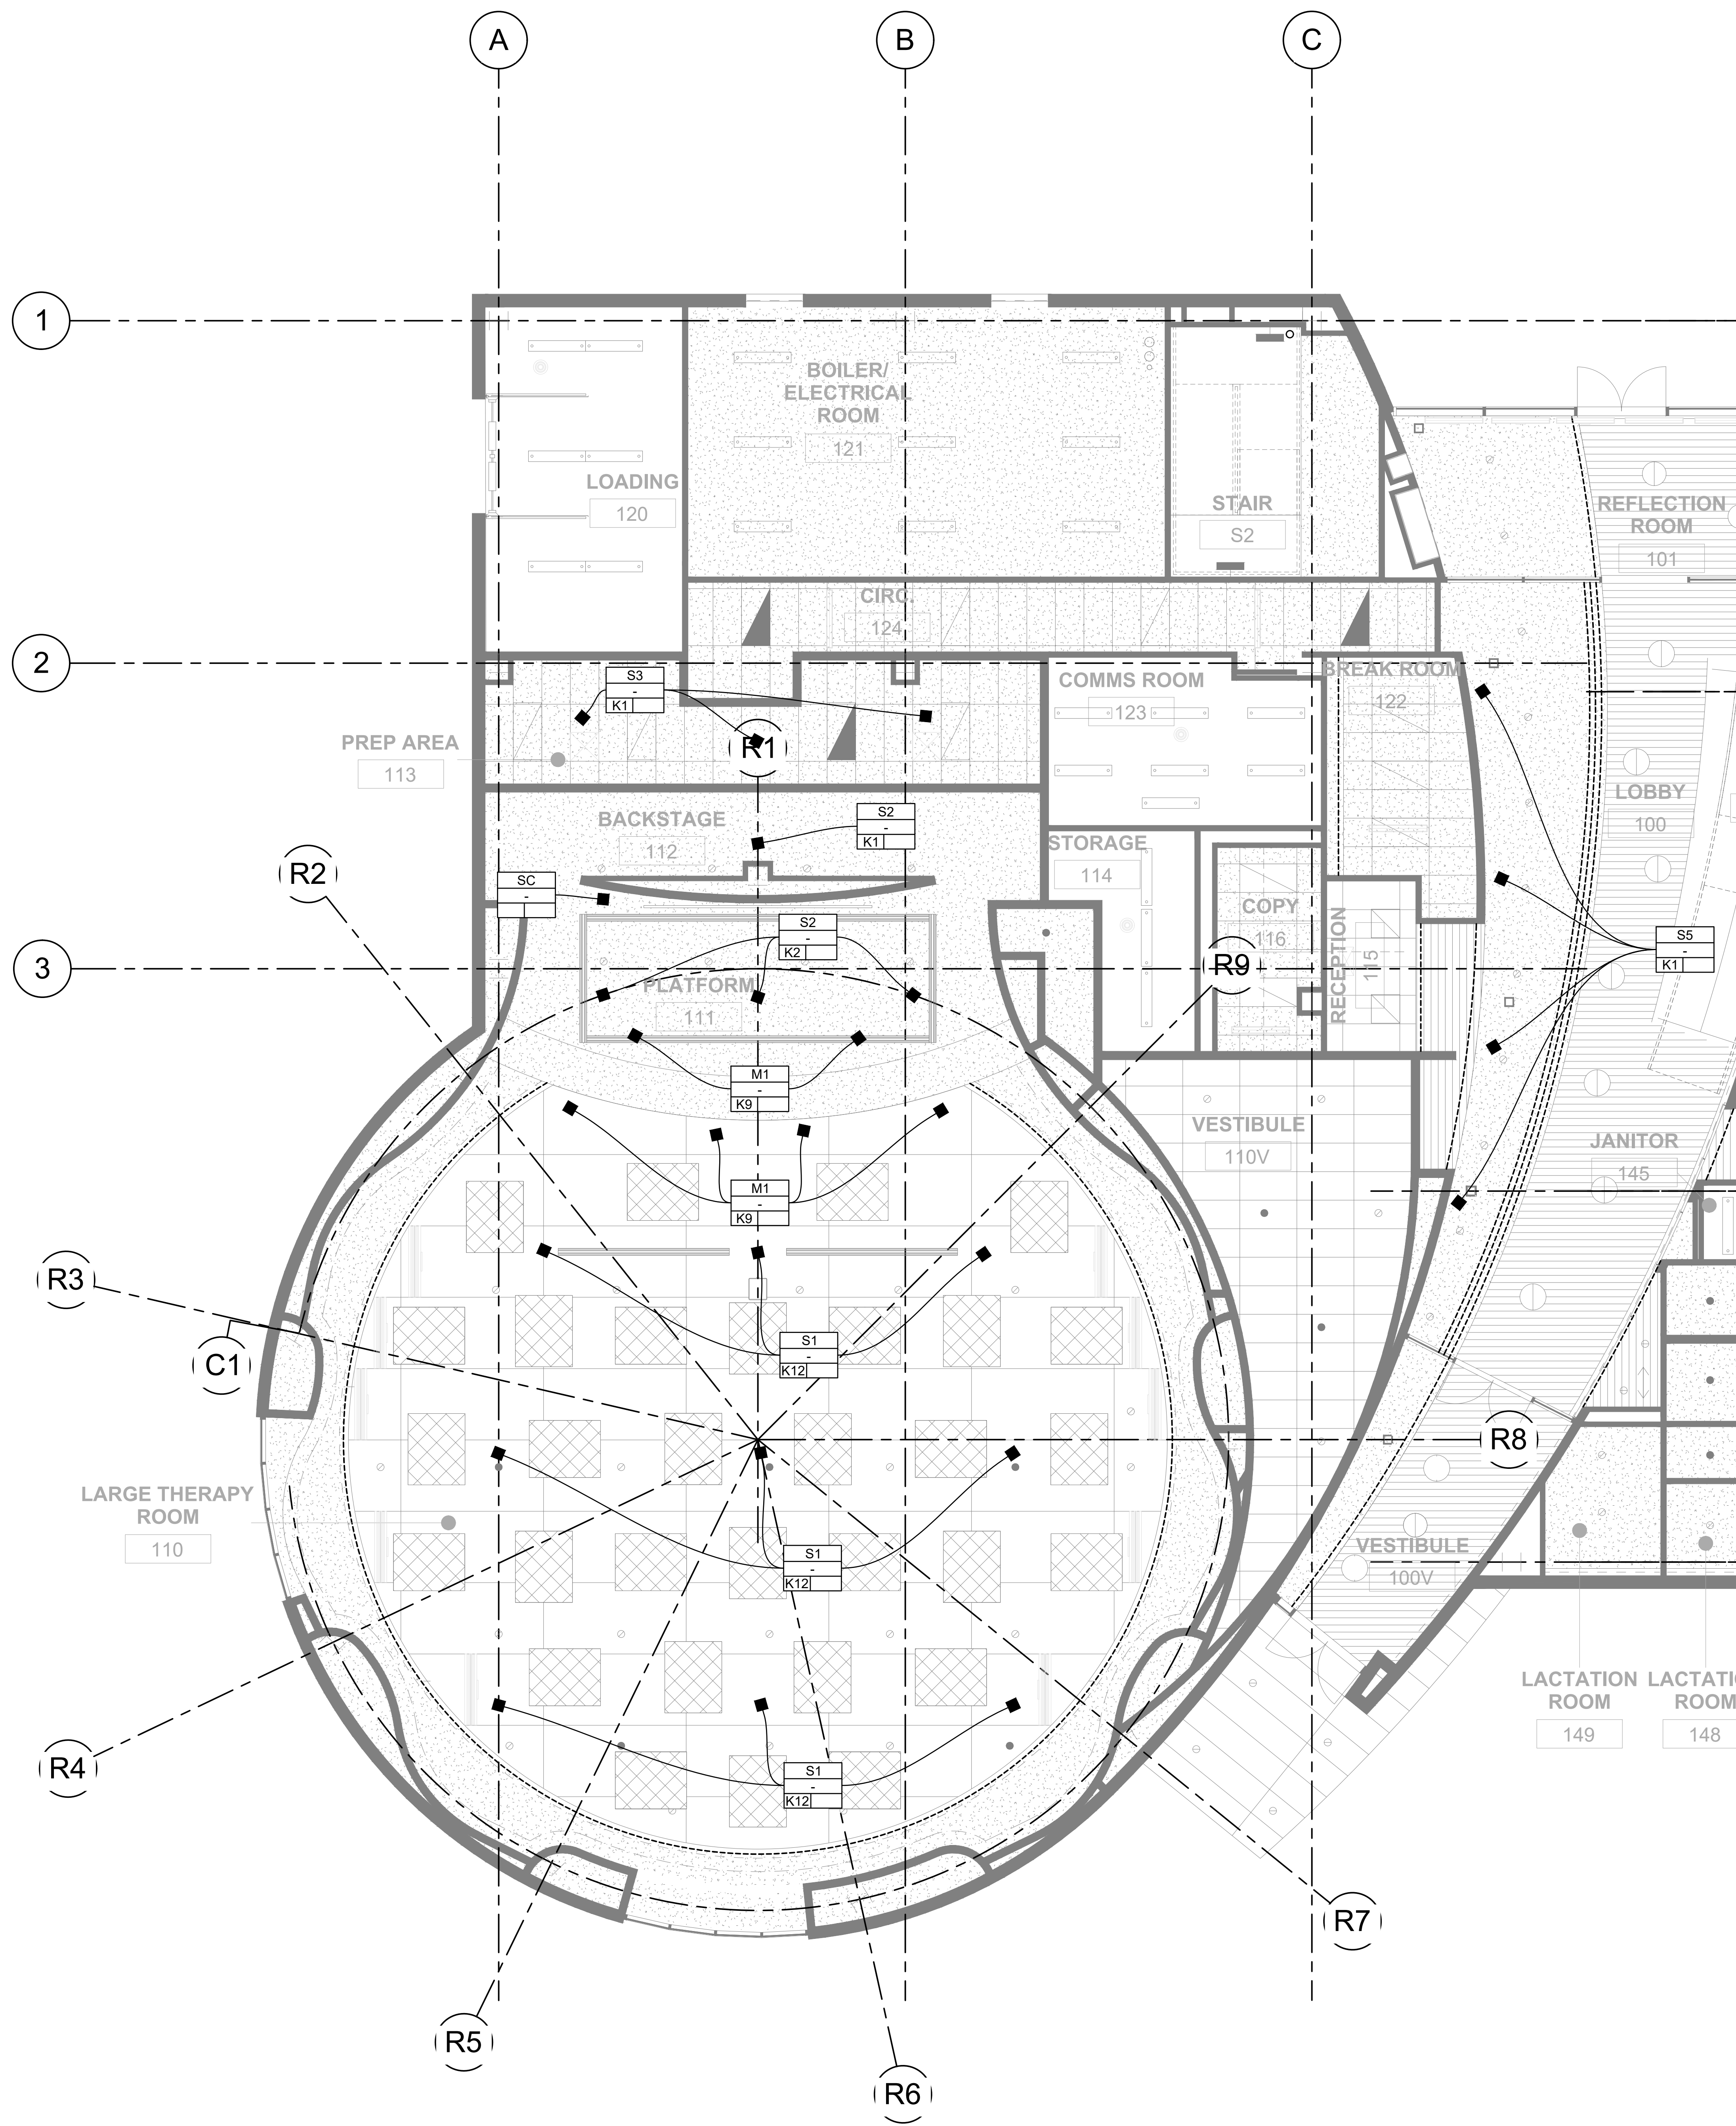 A
B
C
1
BOILER/
ELECTRICAL
ROOM
121
LOADING
120
STAIR
S2
REFLECTION
ROOM
101
CIRC.
124
2
S3
-
K1
COMMS ROOM
123
BREAK ROOM
122
PREP AREA
113
R1
LOBBY
100
BACKSTAGE
112
S2
-
K1
STORAGE
114
R2
SC
-
COPY
116
RECEPTION
115
S2
-
K2
S5
-
K1
3
R9
PLATFORM
111
M1
-
K9
VESTIBULE
110V
JANITOR
145
M1
-
K9
R3
C1
S1
-
K12
R8
LARGE THERAPY
ROOM
110
S1
-
K12
VESTIBULE
100V
LACTATION
ROOM
149
LACTATI
ROOM
148
R4
S1
-
K12
R7
R5
R6